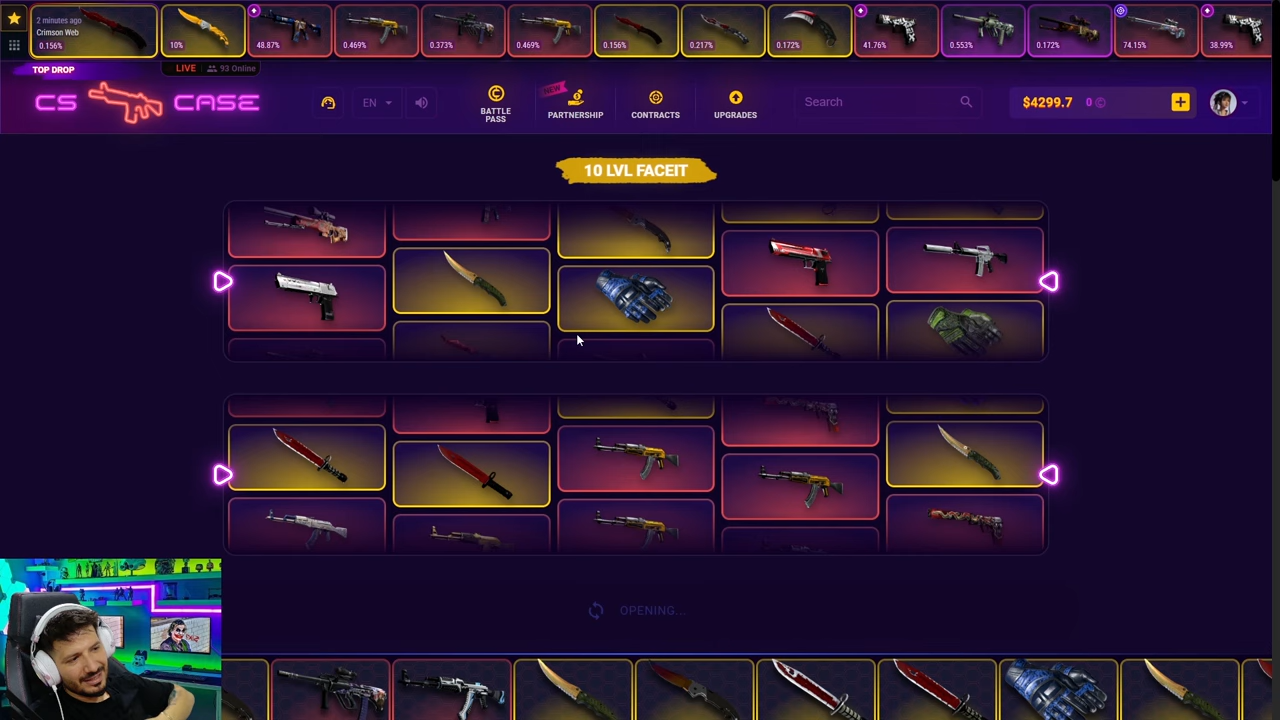 2 minutes ago
Crimson Web
0.156%
10%
48.87%
0.469%
0.373%
0.469%
0.156%
0.217%
0.172%
41.76%
0.553%
0.172%
74.15%
38.99%
TOP DROP
LIVE
93 Online
CS CASE
EN
BATTLE
PASS
NEW
PARTNERSHIP
CONTRACTS
UPGRADES
Search
$4299.7
0
10 LVL FACEIT
OPENING...